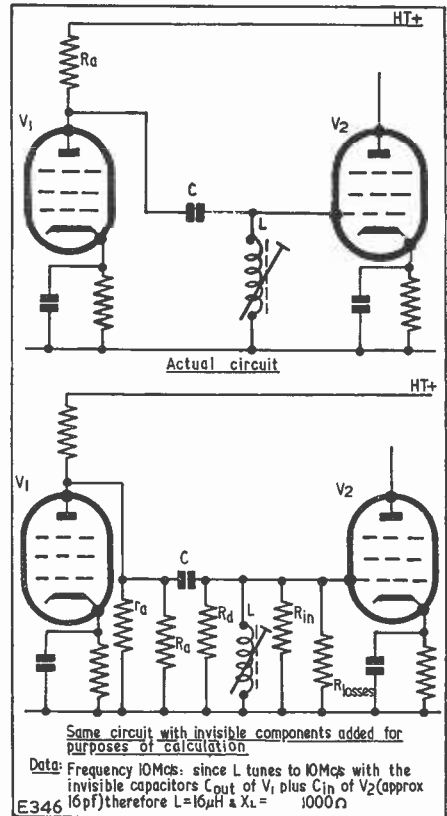 HT+
Ra
V1
V2
C
L
Actual circuit
HT+
V1
V2
C
ra
Ra
Rd
L
Rin
Rlosses
Same circuit with invisible components added for
purposes of calculation
Data: Frequency 10Mc/s: since L tunes to 10Mc/s with the
invisible capacitors Cout of V1 plus Cin of V2 (approx
16pf) therefore L=16µH & XL= 1000Ω
E346